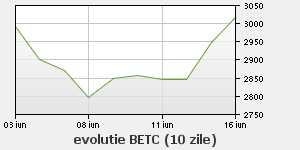 3050
3000
2950
2900
2850
2800
2750
03 iun
08 iun
11 iun
16 iun
evolutie BETC (10 zile)